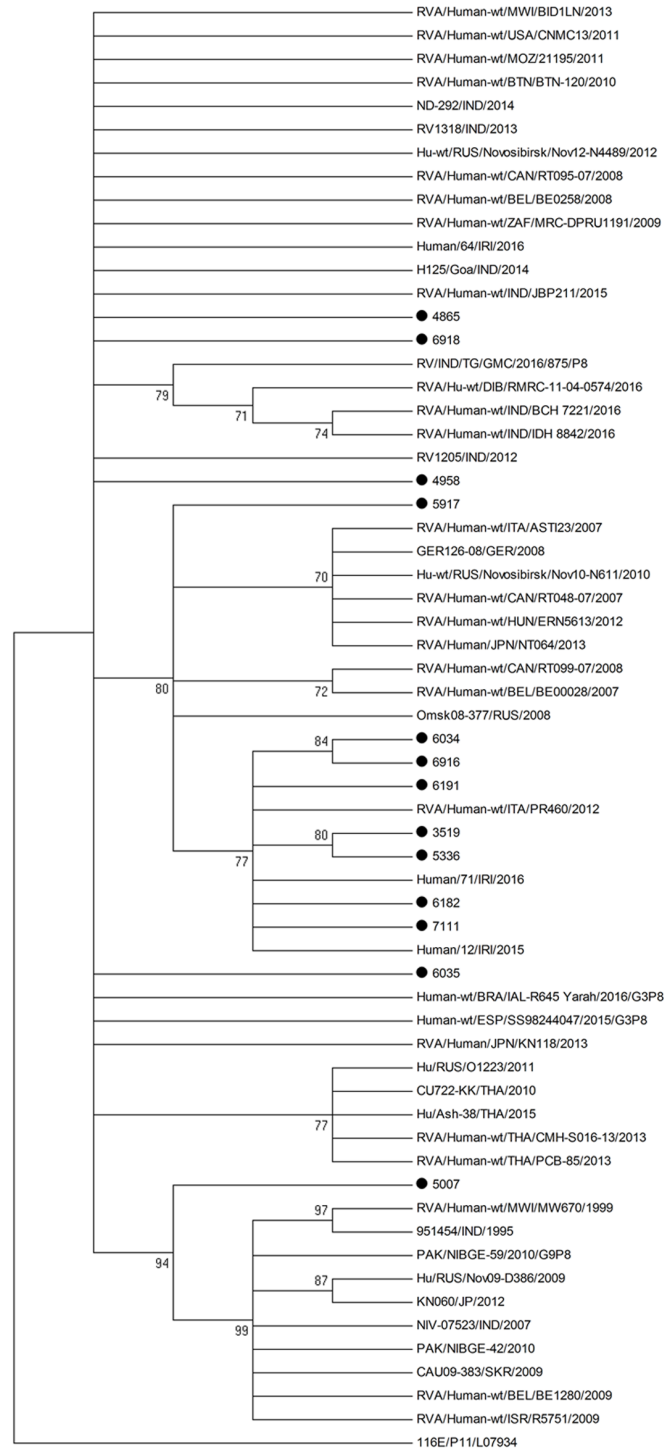 RVA/Human-wt/MWI/BID1LN/2013
RVA/Human-wt/USA/CNMC13/2011
RVA/Human-wt/MOZ/21195/2011
RVA/Human-wt/BTN/BTN-120/2010
ND-292/IND/2014
RV1318/IND/2013
Hu-wt/RUS/Novosibirsk/Nov12-N4489/2012
RVA/Human-wt/CAN/RT095-07/2008
RVA/Human-wt/BEL/BE0258/2008
RVA/Human-wt/ZAF/MRC-DPRU1191/2009
Human/64/IRI/2016
H125/Goa/IND/2014
RVA/Human-wt/IND/JBP211/2015
4865
6918
RV/IND/TG/GMC/2016/875/P8
79
RVA/Hu-wt/DIB/RMRC-11-04-0574/2016
71
RVA/Human-wt/IND/BCH 7221/2016
74
RVA/Human-wt/IND/IDH 8842/2016
RV1205/IND/2012
4958
5917
RVA/Human-wt/ITA/ASTI23/2007
GER126-08/GER/2008
70
Hu-wt/RUS/Novosibirsk/Nov10-N611/2010
RVA/Human-wt/CAN/RT048-07/2007
RVA/Human-wt/HUN/ERN5613/2012
RVA/Human/JPN/NT064/2013
RVA/Human-wt/CAN/RT099-07/2008
80
72
RVA/Human-wt/BEL/BE00028/2007
Omsk08-377/RUS/2008
84
6034
6916
6191
RVA/Human-wt/ITA/PR460/2012
80
3519
5336
77
Human/71/IRI/2016
6182
7111
Human/12/IRI/2015
6035
Human-wt/BRA/IAL-R645 Yarah/2016/G3P8
Human-wt/ESP/SS98244047/2015/G3P8
RVA/Human/JPN/KN118/2013
Hu/RUS/O1223/2011
CU722-KK/THA/2010
Hu/Ash-38/THA/2015
77
RVA/Human-wt/THA/CMH-S016-13/2013
RVA/Human-wt/THA/PCB-85/2013
5007
97
RVA/Human-wt/MWI/MW670/1999
951454/IND/1995
94
PAK/NIBGE-59/2010/G9P8
87
Hu/RUS/Nov09-D386/2009
KN060/JP/2012
99
NIV-07523/IND/2007
PAK/NIBGE-42/2010
CAU09-383/SKR/2009
RVA/Human-wt/BEL/BE1280/2009
RVA/Human-wt/ISR/R5751/2009
116E/P11/L07934